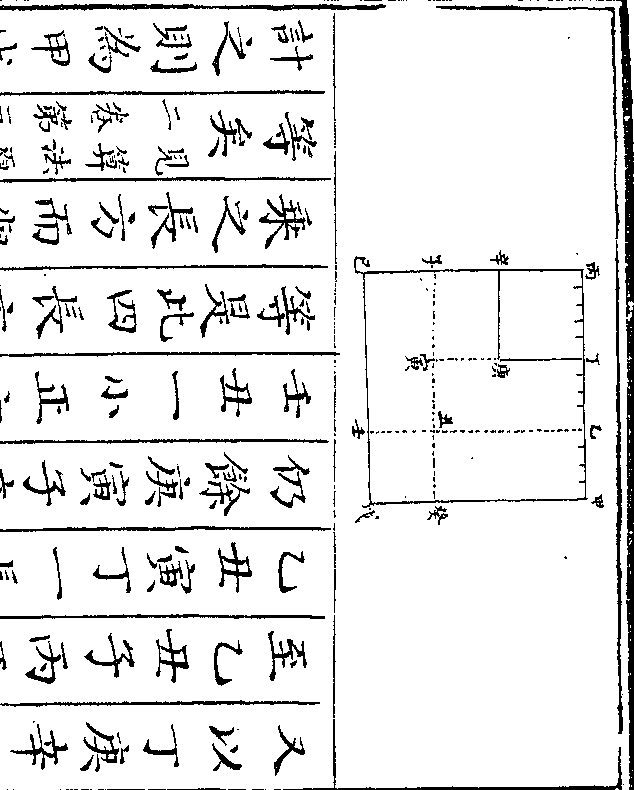 甲 乙 丁 丙
庚 辛
癸 丑 寅 子
戊 壬 己
又以丁庚辛
至乙丑子丙
乙丑寅丁一
仍餘庚寅子
壬丑一小正
等是此四長
乘之長方而
等矣見算法
二卷第
計之則為甲